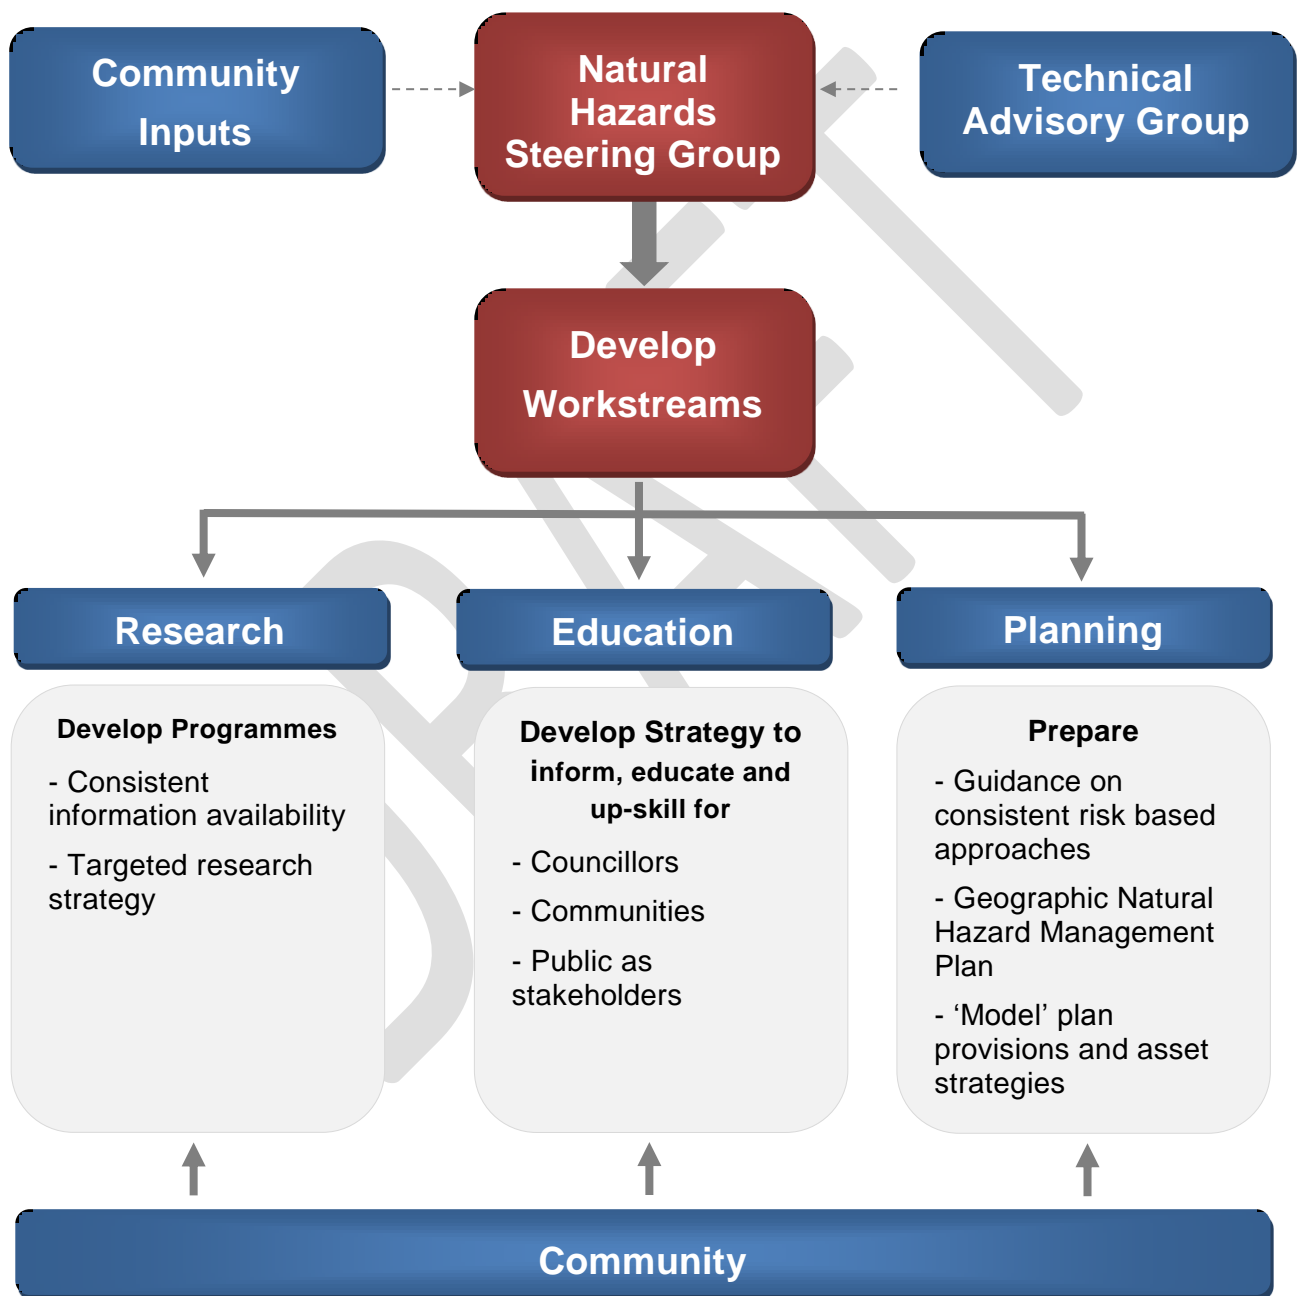 Community
Inputs
Natural
Hazards
Steering Group
Technical
Advisory Group
Develop
Workstreams
DRAFT
Research
Education
Planning
Develop Programmes
- Consistent
information availability
- Targeted research
strategy
Develop Strategy to
inform, educate and
up-skill for
- Councillors
- Communities
- Public as
stakeholders
Prepare
- Guidance on
consistent risk based
approaches
- Geographic Natural
Hazard Management
Plan
- ‘Model’ plan
provisions and asset
strategies
Community